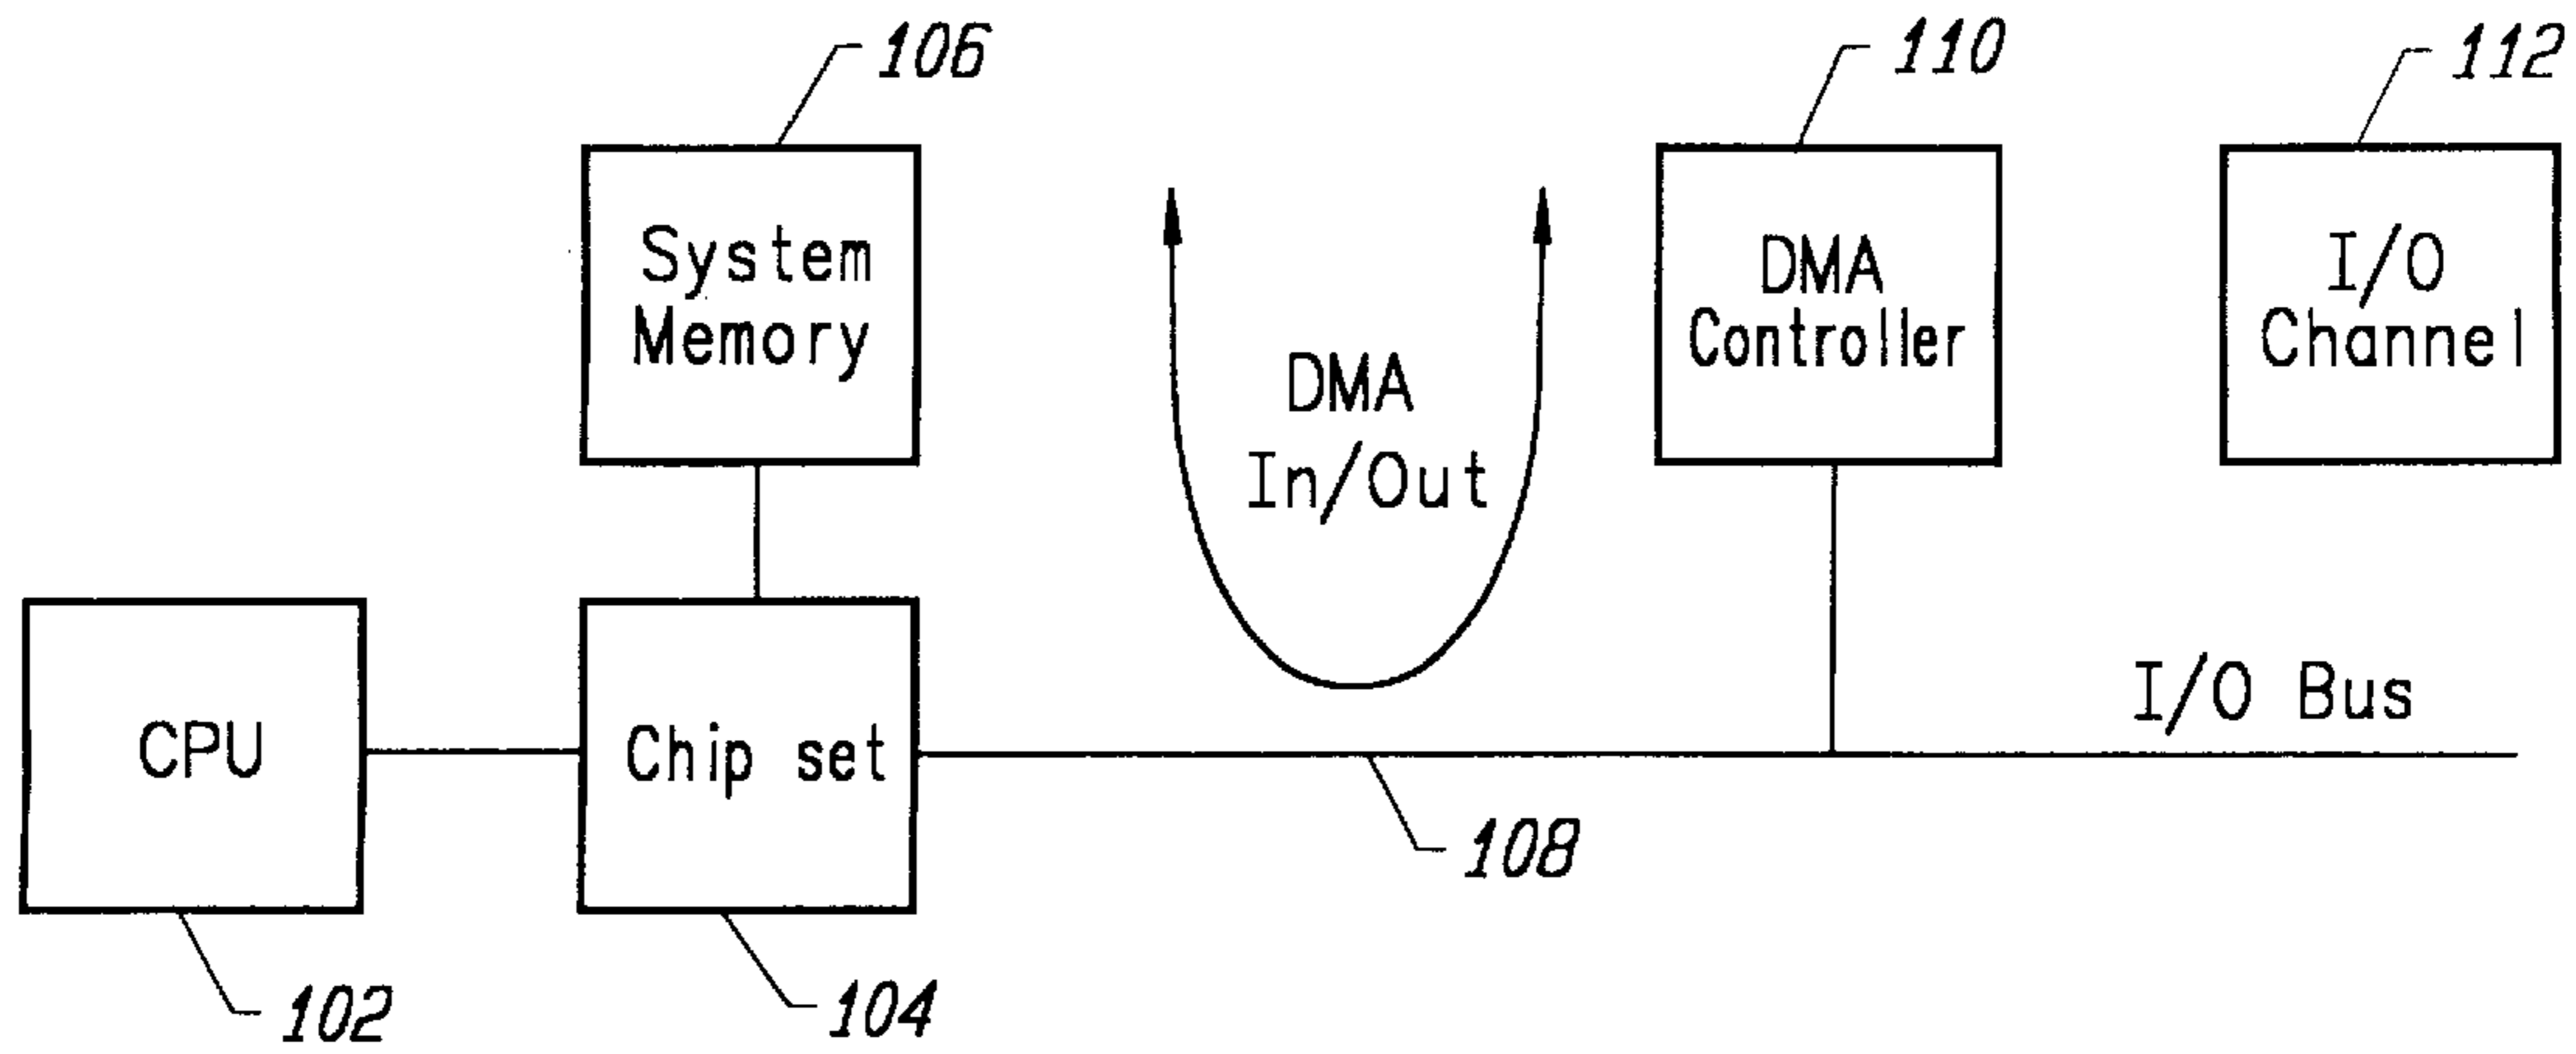 106
110
112
System
Memory
DMA
Controller
I/O
Channel
DMA
In/Out
I/O Bus
CPU
Chip set
108
102
104